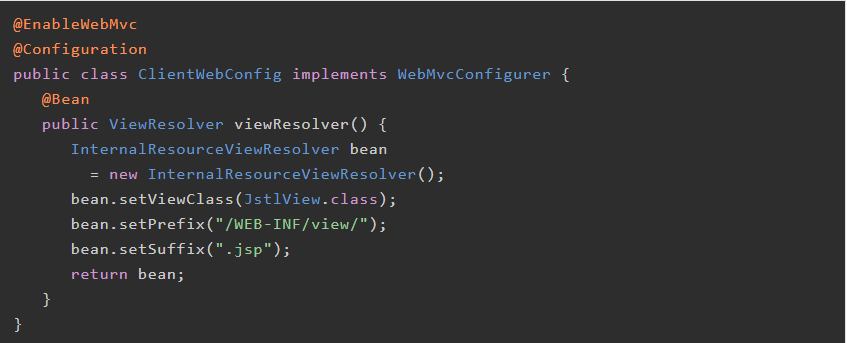 @EnableWebMvc
@Configuration
public class ClientWebConfig implements WebMvcConfigurer {
   @Bean
   public ViewResolver viewResolver() {
      InternalResourceViewResolver bean
        = new InternalResourceViewResolver();
      bean.setViewClass(JstlView.class);
      bean.setPrefix("/WEB-INF/view/");
      bean.setSuffix(".jsp");
      return bean;
   }
}